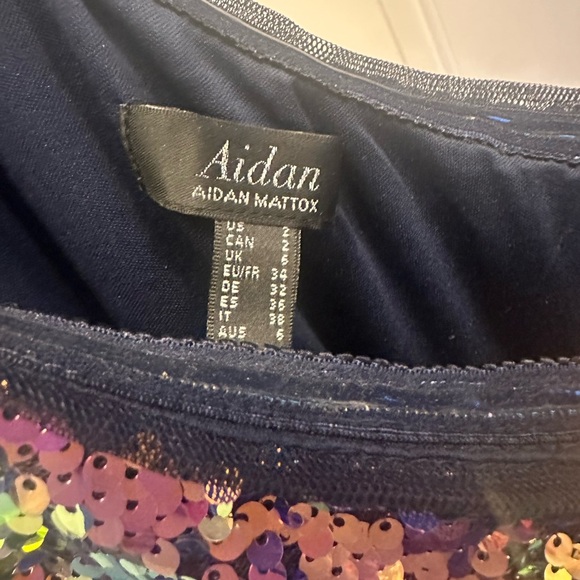 Aidan
AIDAN MATTOX
US 2
CAN 2
UK 6
EU/FR 34
DE 32
ES 36
IT 38
AUS 6